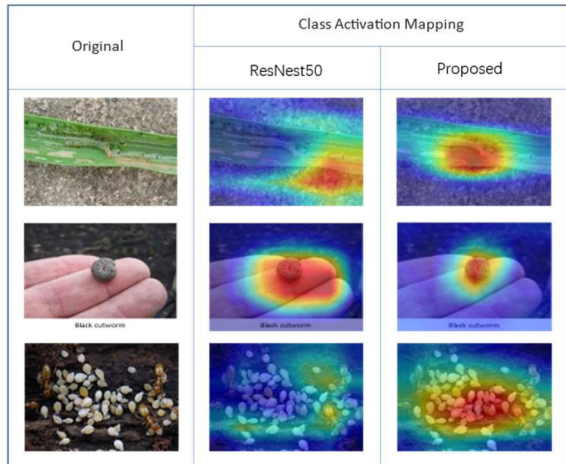 Original
Class Activation Mapping
ResNest50
Proposed
Black cutworm
Black cutworm
Black cutworm